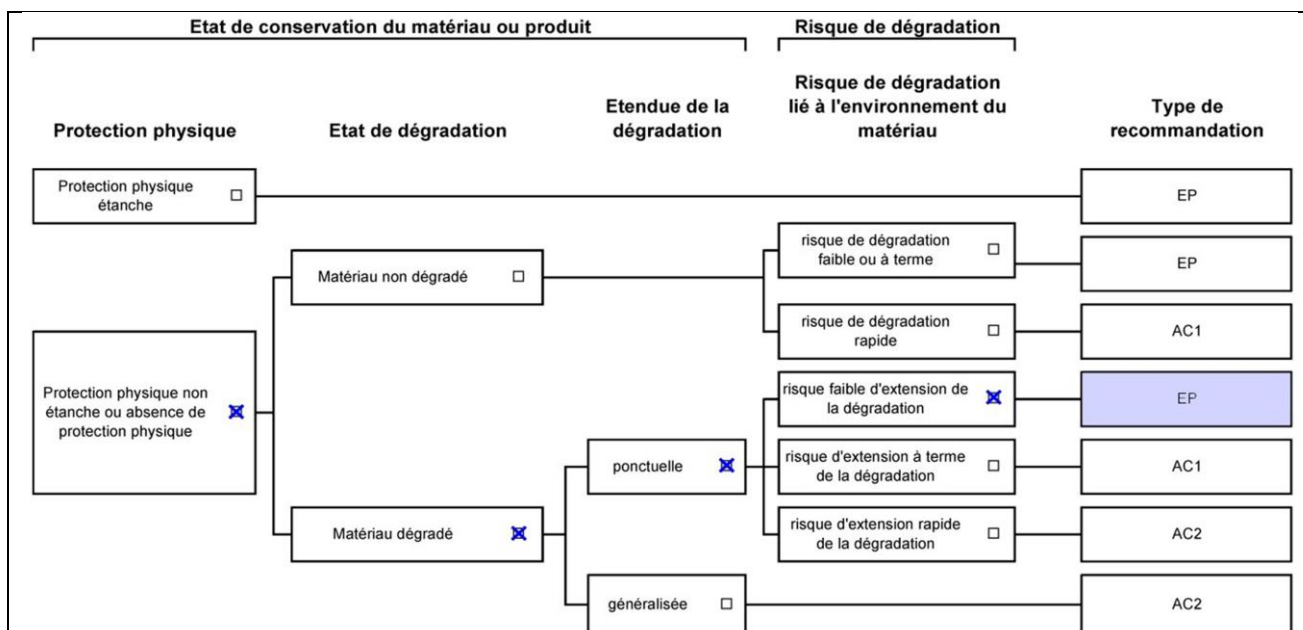 Etat de conservation du matériau ou produit
Risque de dégradation
Protection physique
Etat de dégradation
Etendue de la
dégradation
Risque de dégradation
lié à l'environnement du
matériau
Type de
recommandation
Protection physique
étanche
EP
Matériau non dégradé
risque de dégradation
faible ou à terme
EP
risque de dégradation
rapide
AC1
Protection physique non
étanche ou absence de
protection physique
risque faible d'extension de
la dégradation
EP
ponctuelle
risque d'extension à terme
de la dégradation
AC1
Matériau dégradé
risque d'extension rapide
de la dégradation
AC2
généralisée
AC2